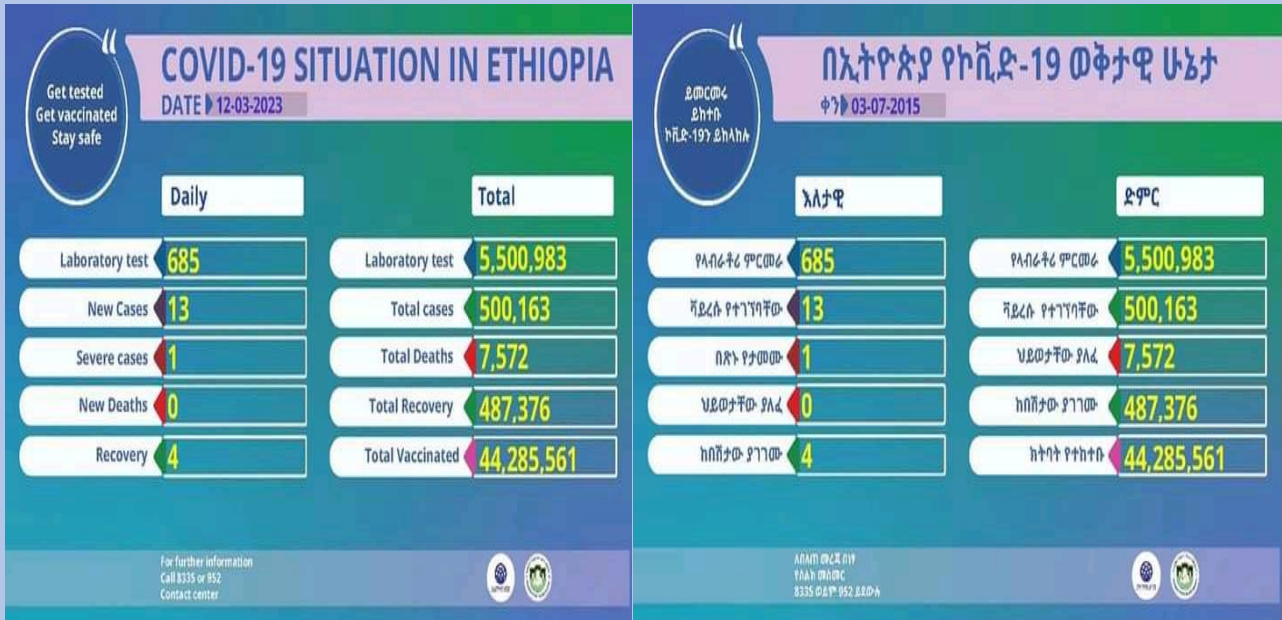 Get tested
Get vaccinated
Stay safe
COVID-19 SITUATION IN ETHIOPIA
DATE 12-03-2023
Daily
Total
Laboratory test 685
Laboratory test 5,500,983
New Cases 13
Total cases 500,163
Severe cases 1
Total Deaths 7,572
New Deaths 0
Total Recovery 487,376
Recovery 4
Total Vaccinated 44,285,561
For further information
Call 8335 or 952
Contact center
ይመርመሩ
ይከተቡ
ኮቪድ-19ን ይከላከሉ
በኢትዮጵያ የኮቪድ-19 ወቅታዊ ሁኔታ
ቀን 03-07-2015
እለታዊ
ድምር
የላብራቶሪ ምርመራ 685
የላብራቶሪ ምርመራ 5,500,983
ቫይረሱ የተገኘባቸው 13
ቫይረሱ የተገኘባቸው 500,163
በጽኑ የታመሙ 1
ህይወታቸው ያለፈ 7,572
ህይወታቸው ያለፈ 0
ከበሽታው ያገገሙ 487,376
ከበሽታው ያገገሙ 4
ክትባት የተከተቡ 44,285,561
ለበለጠ መረጃ በነፃ
የስልክ መስመር
8335 ወይም 952 ይደውሉ